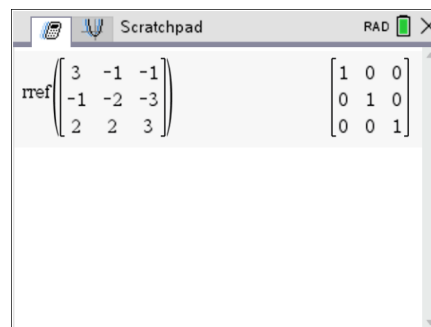 Scratchpad RAD
3 -1 -1 1 0 0
rref -1 -2 -3 0 1 0
2 2 3 0 0 1